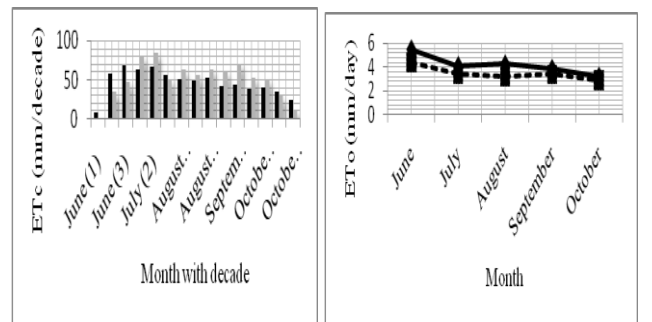 ETc (mm/decade)
100
50
0
June (1)
June (3)
July (2)
August..
August..
Septem..
Octobe..
Octobe..
Month with decade
ETo (mm/day)
6
4
2
0
June
July
August
September
October
Month